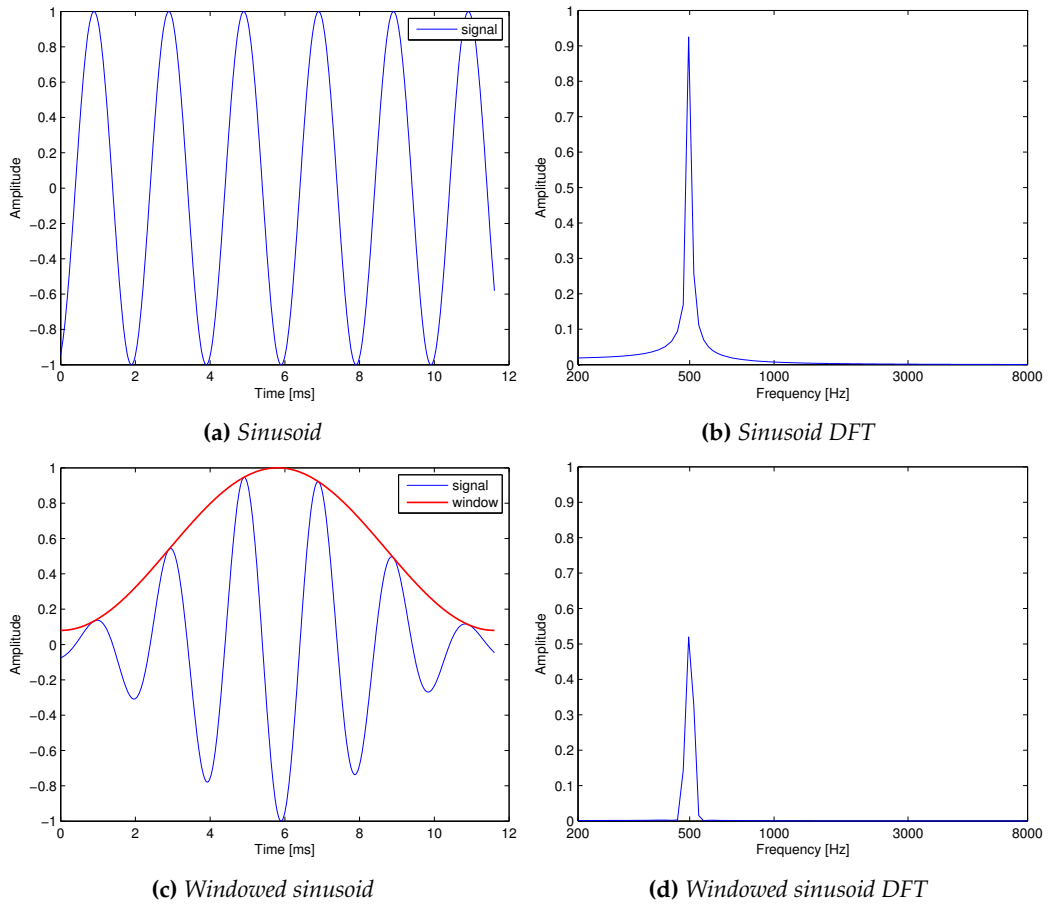 1
0.8
0.6
0.4
0.2
0
−0.2
−0.4
−0.6
−0.8
−1
Amplitude
0 2 4 6 8 10 12
Time [ms]
signal
(a) Sinusoid
1
0.9
0.8
0.7
0.6
0.5
0.4
0.3
0.2
0.1
0
Amplitude
200 500 1000 3000 8000
Frequency [Hz]
(b) Sinusoid DFT
1
0.8
0.6
0.4
0.2
0
−0.2
−0.4
−0.6
−0.8
−1
Amplitude
0 2 4 6 8 10 12
Time [ms]
signal
window
(c) Windowed sinusoid
1
0.9
0.8
0.7
0.6
0.5
0.4
0.3
0.2
0.1
0
Amplitude
200 500 1000 3000 8000
Frequency [Hz]
(d) Windowed sinusoid DFT